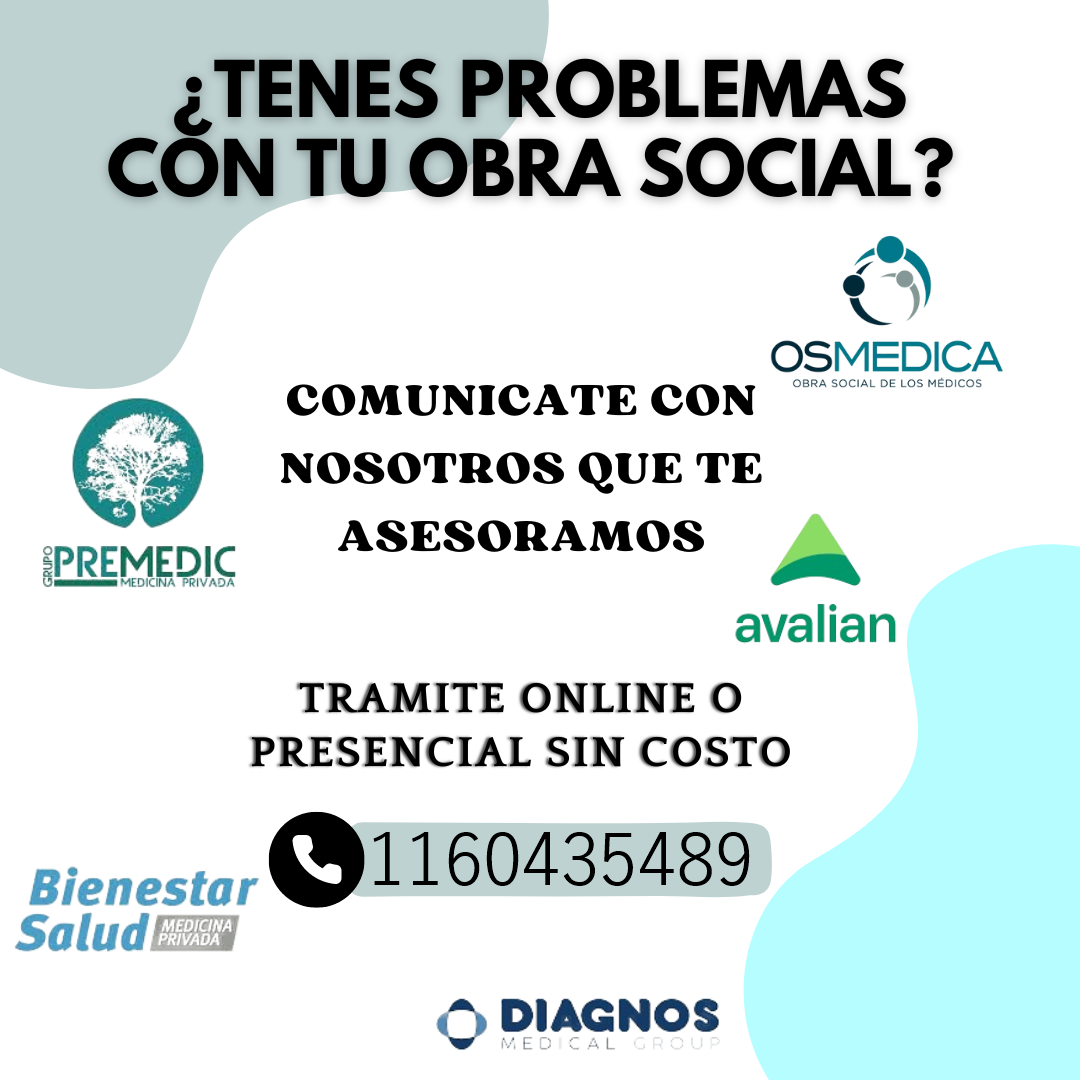 ¿TENES PROBLEMAS
CON TU OBRA SOCIAL?
OSMEDICA
OBRA SOCIAL DE LOS MÉDICOS
COMUNICATE CON
NOSOTROS QUE TE
ASESORAMOS
GRUPO
PREMEDIC
MEDICINA PRIVADA
avalian
TRAMITE ONLINE O
PRESENCIAL SIN COSTO
1160435489
Bienestar
Salud
MEDICINA
PRIVADA
DIAGNOS
MEDICAL GROUP